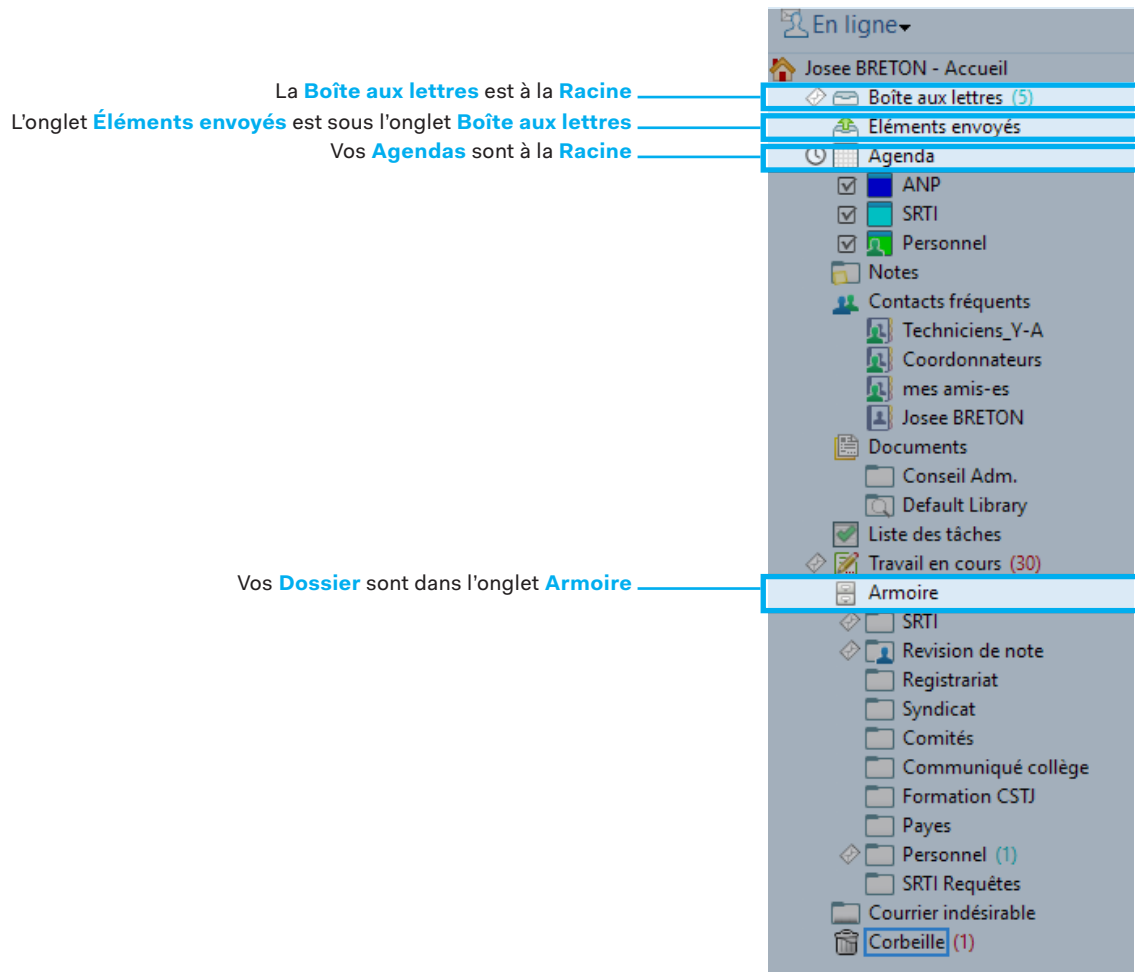 En ligne
Josee BRETON - Accueil
La Boîte aux lettres est à la Racine
Boîte aux lettres (5)
L'onglet Éléments envoyés est sous l'onglet Boîte aux lettres
Eléments envoyés
Vos Agendas sont à la Racine
Agenda
ANP
SRTI
Personnel
Notes
Contacts fréquents
Techniciens_Y-A
Coordonnateurs
mes amis-es
Josee BRETON
Documents
Conseil Adm.
Default Library
Liste des tâches
Travail en cours (30)
Vos Dossier sont dans l'onglet Armoire
Armoire
SRTI
Revision de note
Registrariat
Syndicat
Comités
Communiqué collège
Formation CSTJ
Payes
Personnel (1)
SRTI Requêtes
Courrier indésirable
Corbeille (1)